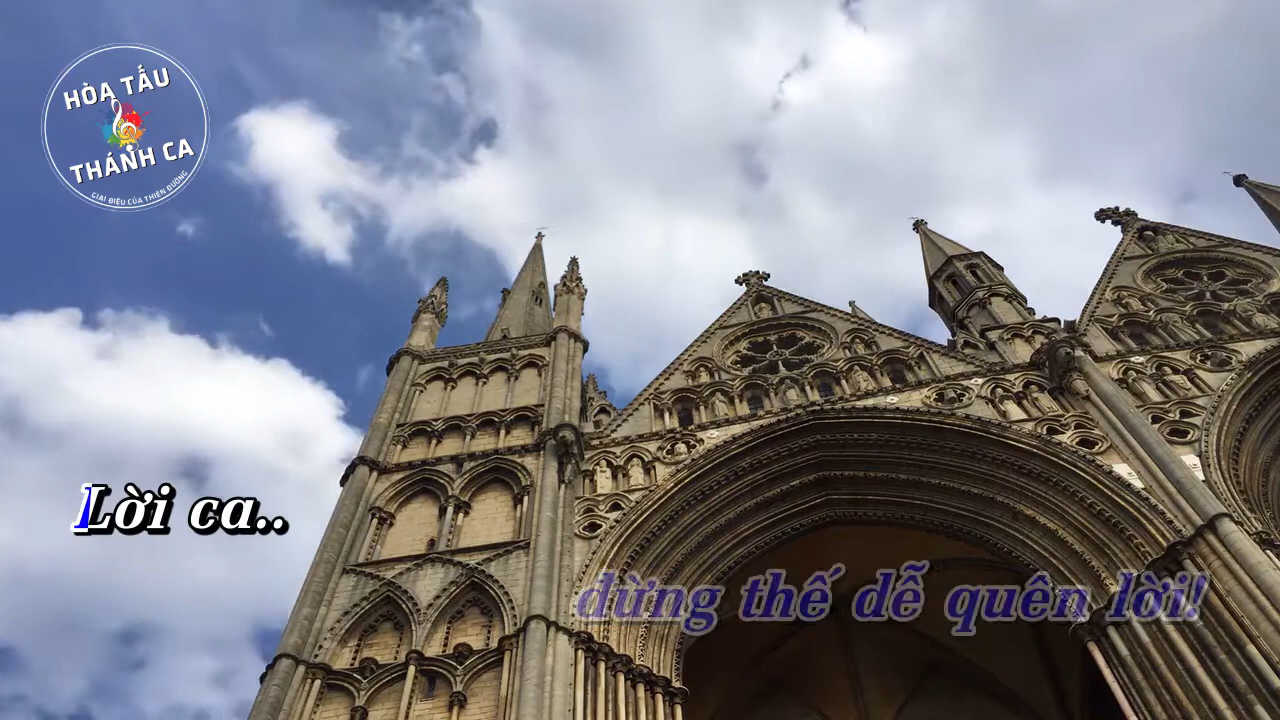 HÒA TẤU
THÁNH CA
GIAI ĐIỆU CỦA THIÊN ĐƯỜNG
Lời ca..
đừng thế dễ quên lời!